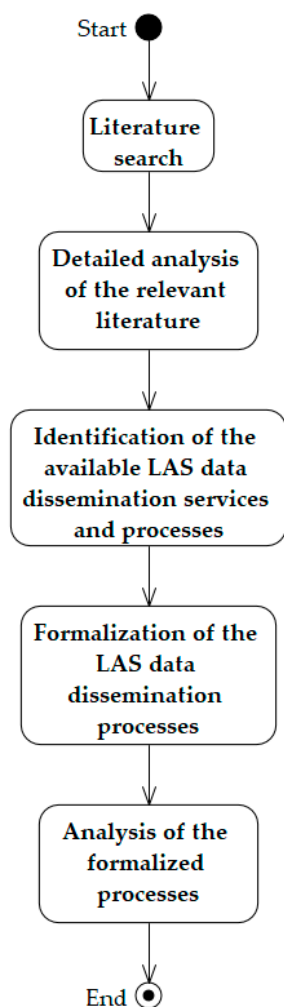 Start
Literature
search
Detailed analysis
of the relevant
literature
Identification of the
available LAS data
dissemination services
and processes
Formalization of the
LAS data
dissemination
processes
Analysis of the
formalized
processes
End